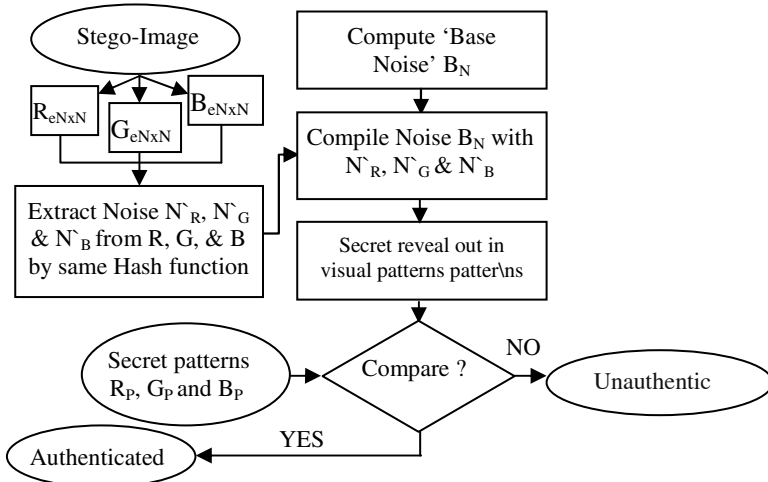 Stego-Image
R_eNxN
G_eNxN
B_eNxN
Extract Noise N`_R, N`_G
& N`_B from R, G, & B
by same Hash function
Compute ‘Base
Noise’ B_N
Compile Noise B_N with
N`_R, N`_G & N`_B
Secret reveal out in
visual patterns patter\ns
Secret patterns
R_P, G_P and B_P
Compare ?
NO
Unauthentic
YES
Authenticated